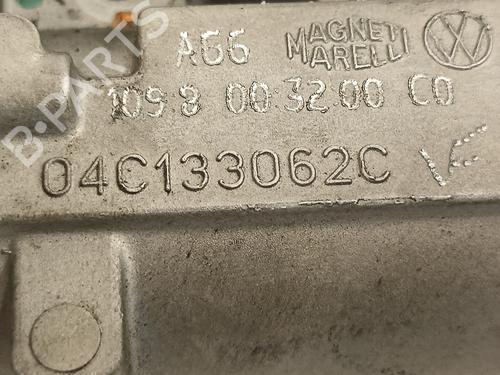 A66
MAGNETI
MARELLI
109.8 00.32.00 C0
04C133062C
B-PARTS